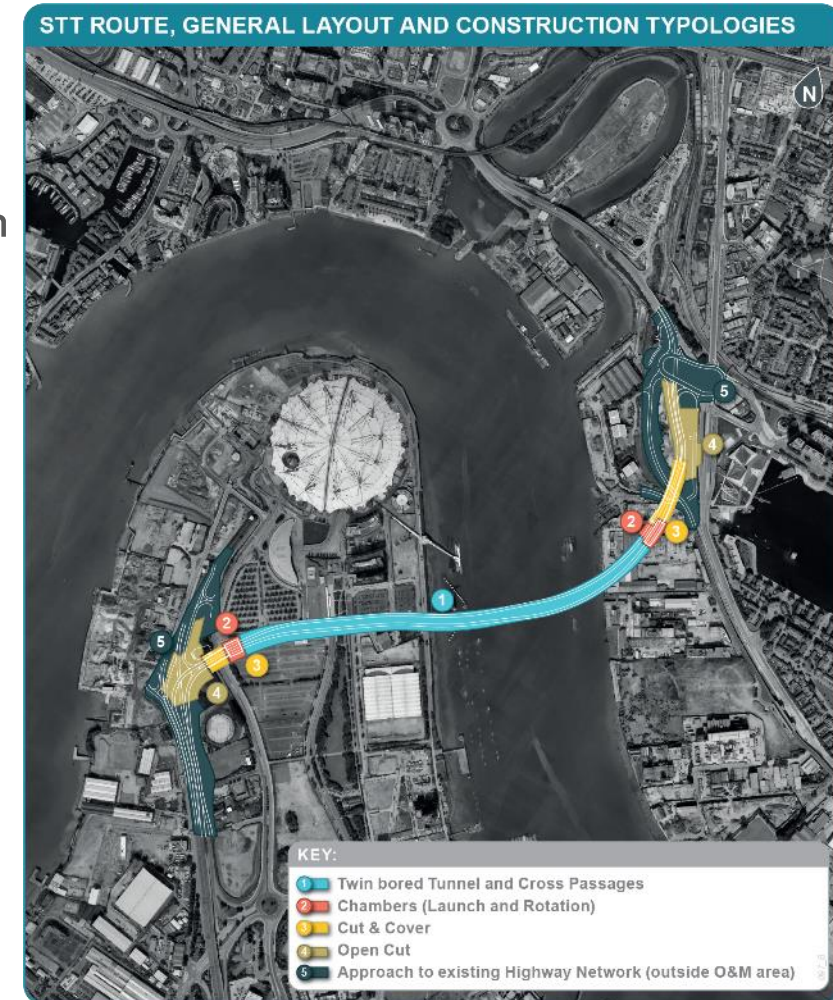 STT ROUTE, GENERAL LAYOUT AND CONSTRUCTION TYPOLOGIES
N
n
5
4
2
3
1
2
5
3
4
KEY:
1 Twin bored Tunnel and Cross Passages
2 Chambers (Launch and Rotation)
3 Cut & Cover
4 Open Cut
5 Approach to existing Highway Network (outside O&M area)